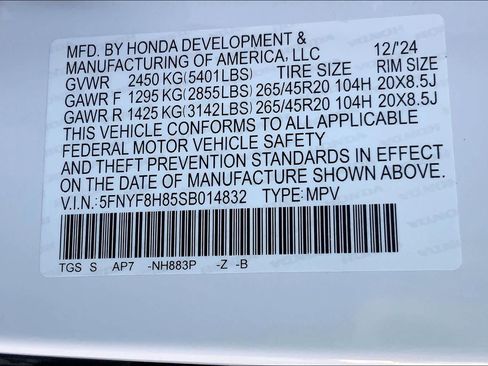 MFD. BY HONDA DEVELOPMENT &
MANUFACTURING OF AMERICA, LLC 12/'24
GVWR 2450 KG(5401LBS) TIRE SIZE RIM SIZE
GAWR F 1295 KG(2855LBS) 265/45R20 104H 20X8.5J
GAWR R 1425 KG(3142LBS) 265/45R20 104H 20X8.5J
THIS VEHICLE CONFORMS TO ALL APPLICABLE
FEDERAL MOTOR VEHICLE SAFETY
AND THEFT PREVENTION STANDARDS IN EFFECT ON
THE DATE OF MANUFACTURE SHOWN ABOVE.
V.I.N.: 5FNYF8H85SB014832 TYPE: MPV
TGS S AP7 -NH883P -Z -B